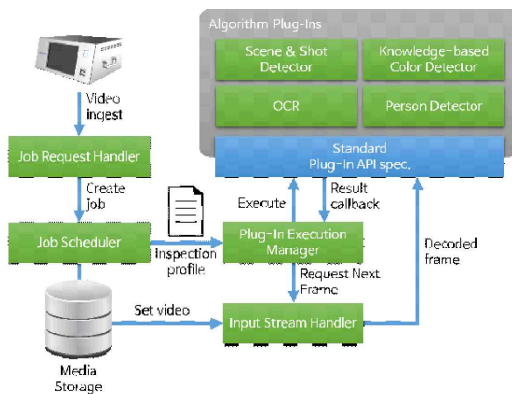 Algorithm Plug-Ins
Scene & Shot
Detector
Knowledge-based
Color Detector
OCR
Person Detector
Standard
Plug-In API spec.
Video
ingest
Job Request Handler
Create
job
Execute
Result
callback
Job Scheduler
Inspection
profile
Plug-In Execution
Manager
Decoded
frame
Request Next
Frame
Set video
Input Stream Handler
Media
Storage